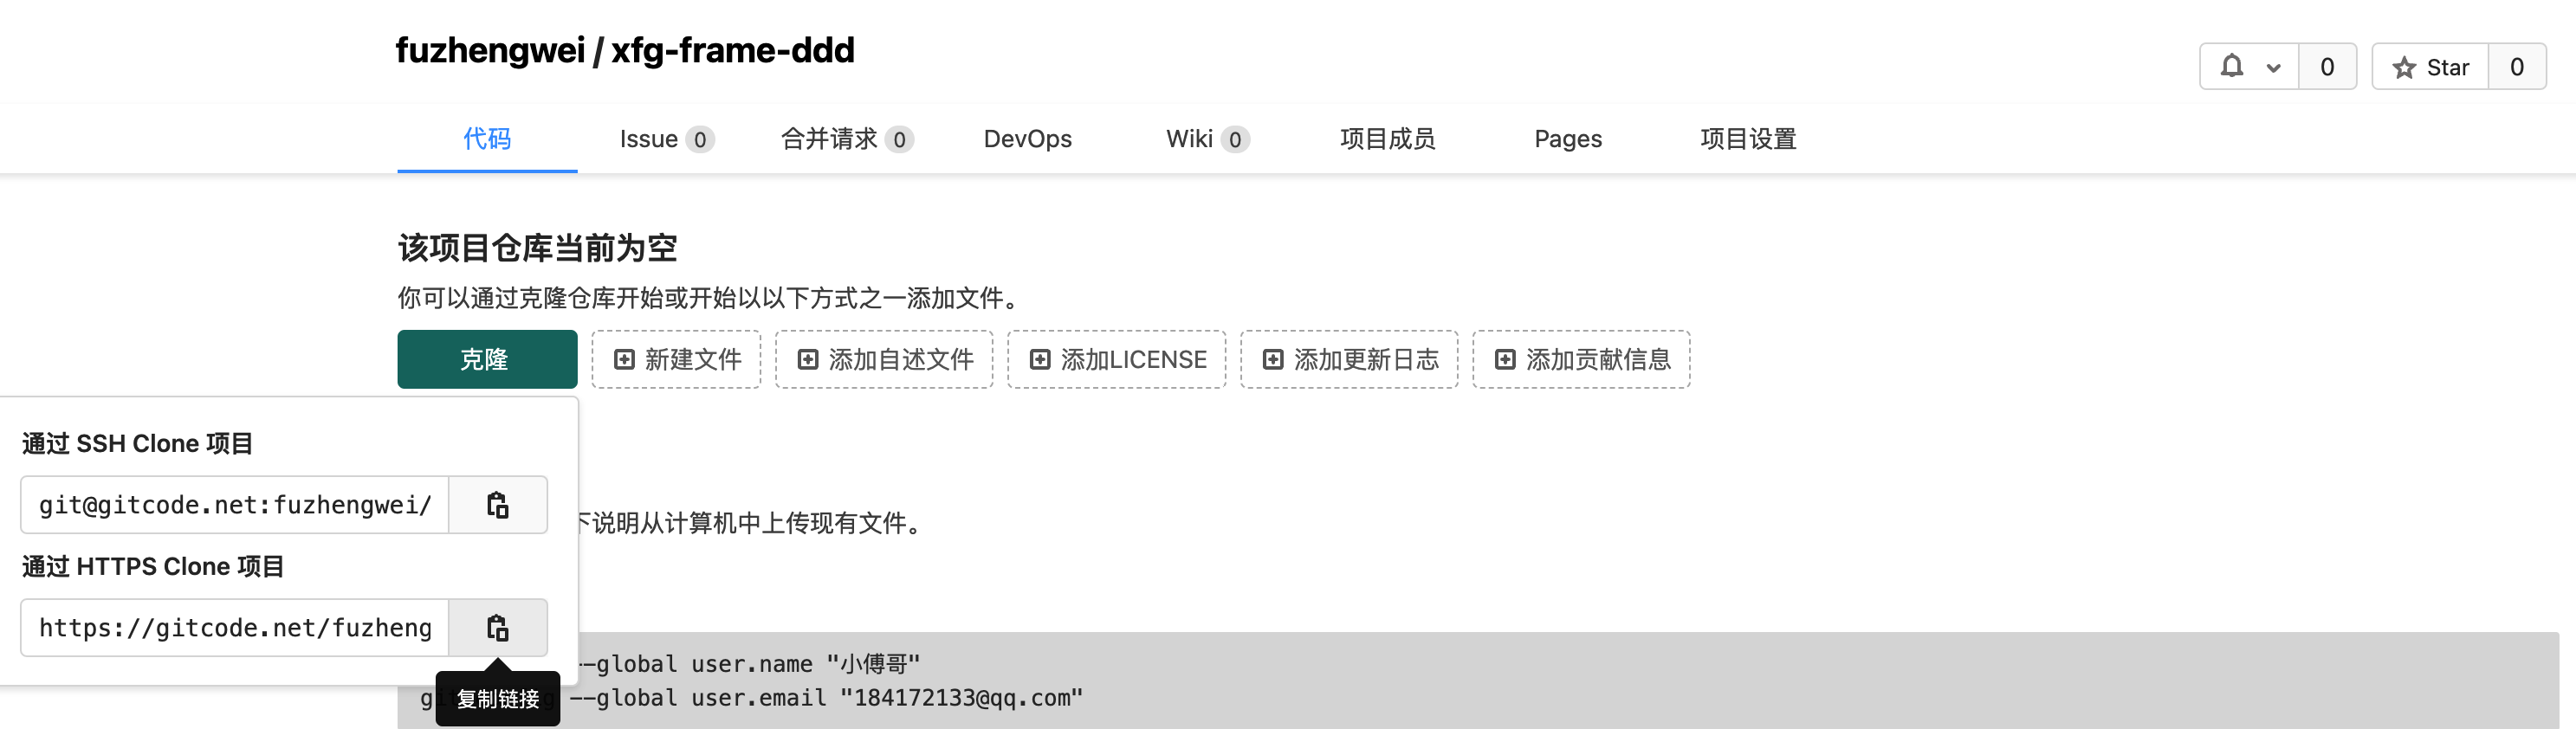 fuzhengwei / xfg-frame-ddd
0
Star 0
代码 Issue 0 合并请求 0 DevOps Wiki 0 项目成员 Pages 项目设置
该项目仓库当前为空
你可以通过克隆仓库开始或开始以以下方式之一添加文件。
克隆 新建文件 添加自述文件 添加LICENSE 添加更新日志 添加贡献信息
通过 SSH Clone 项目
git@gitcode.net:fuzhengwei/
下说明从计算机中上传现有文件。
通过 HTTPS Clone 项目
https://gitcode.net/fuzheng
--global user.name "小傅哥"
--global user.email "184172133@qq.com"
复制链接